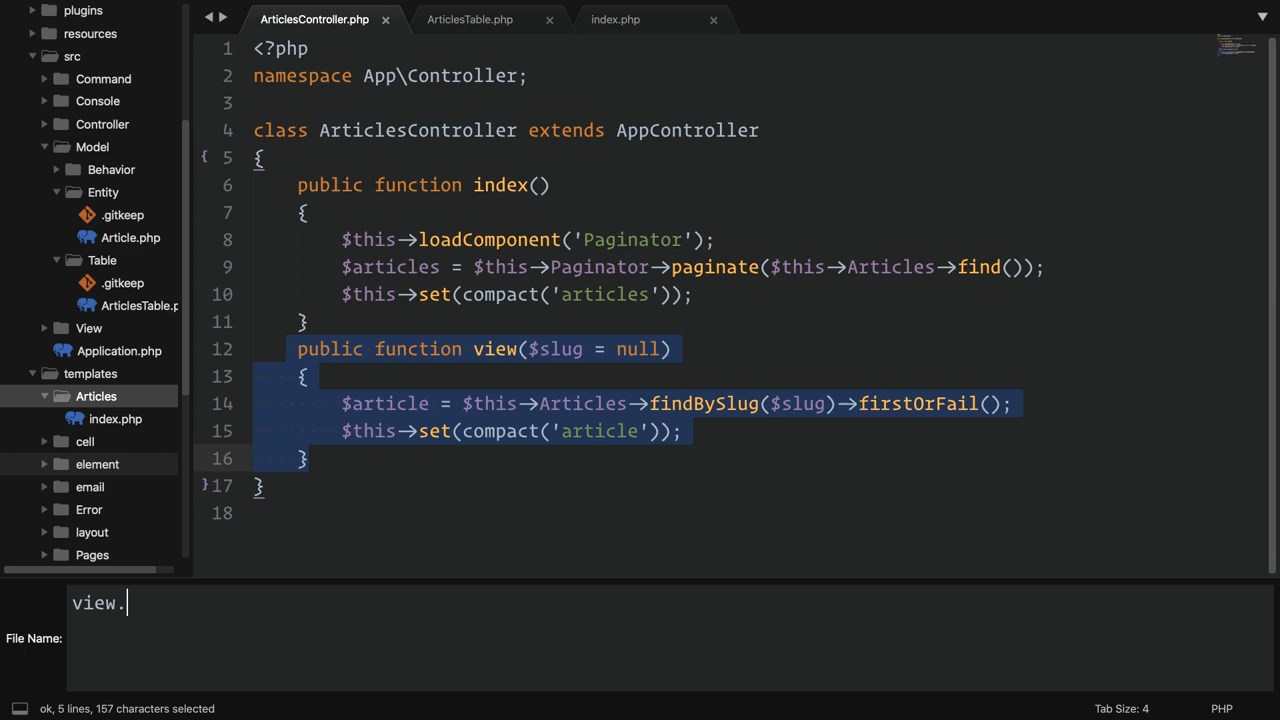 plugins
resources
src
Command
Console
Controller
Model
Behavior
Entity
.gitkeep
Article.php
Table
.gitkeep
ArticlesTable.p
View
Application.php
templates
Articles
index.php
cell
element
email
Error
layout
Pages
ArticlesController.php × ArticlesTable.php × index.php ×
1 <?php
2 namespace App\Controller;
3
4 class ArticlesController extends AppController
{ 5 {
6 public function index()
7 {
8 $this→loadComponent('Paginator');
9 $articles = $this→Paginator→paginate($this→Articles→find());
10 $this→set(compact('articles'));
11 }
12 public function view($slug = null)
13 {
14 $article = $this→Articles→findBySlug($slug)→firstOrFail();
15 $this→set(compact('article'));
16 }
} 17 }
18
File Name: view.
ok, 5 lines, 157 characters selected
Tab Size: 4 PHP